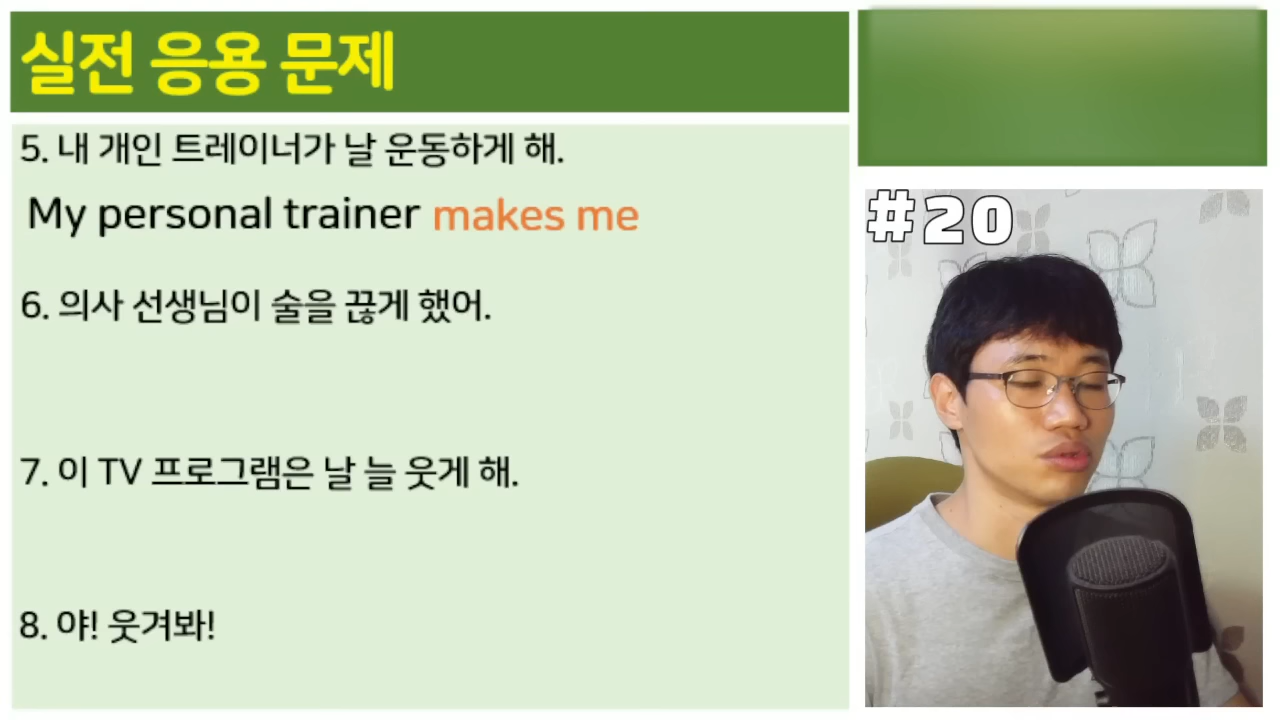 실전 응용 문제
5. 내 개인 트레이너가 날 운동하게 해.
My personal trainer makes me
6. 의사 선생님이 술을 끊게 했어.
7. 이 TV 프로그램은 날 늘 웃게 해.
8. 야! 웃겨봐!
#20